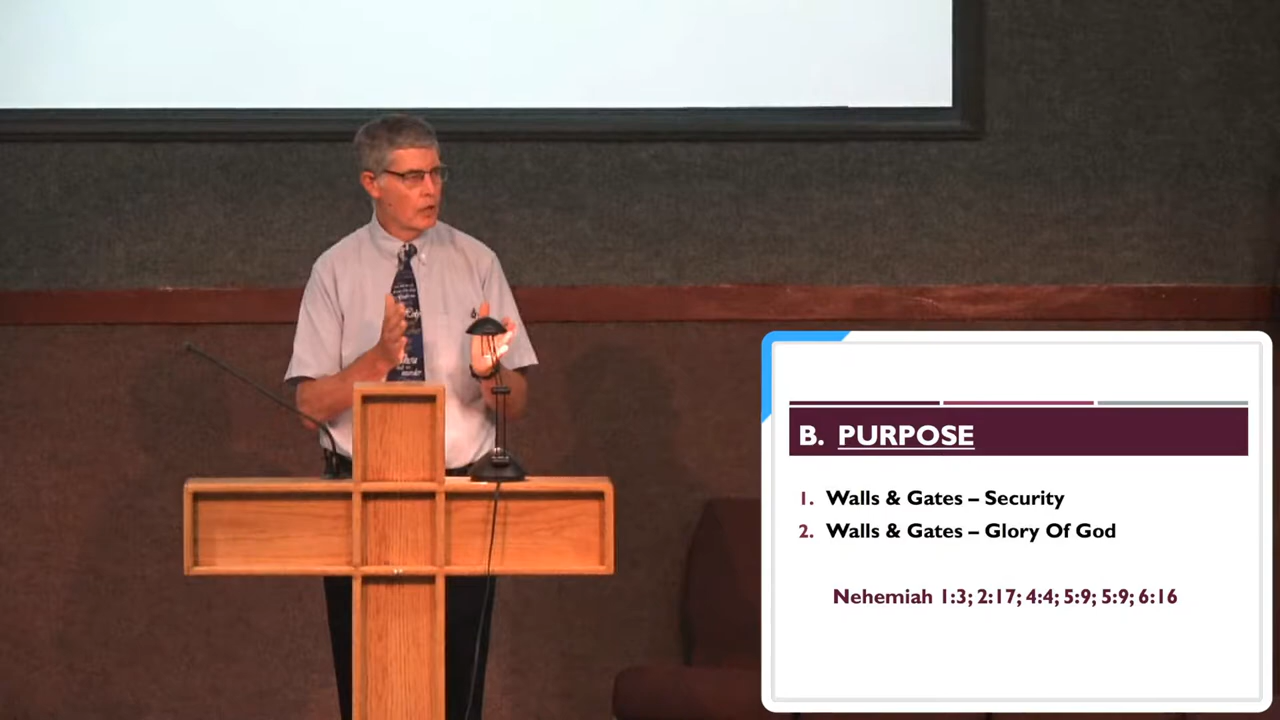 B. PURPOSE
1. Walls & Gates – Security
2. Walls & Gates – Glory Of God
Nehemiah 1:3; 2:17; 4:4; 5:9; 5:9; 6:16